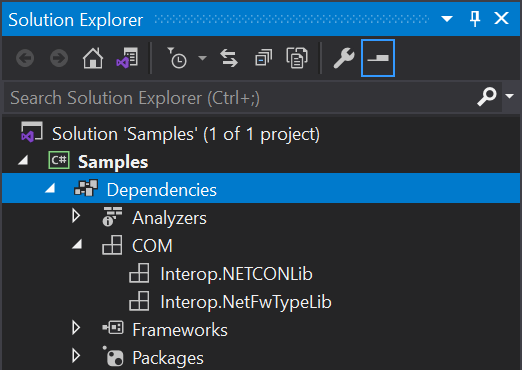 Solution Explorer
Search Solution Explorer (Ctrl+;)
Solution 'Samples' (1 of 1 project)
C# Samples
Dependencies
Analyzers
COM
Interop.NETCONLib
Interop.NetFwTypeLib
Frameworks
Packages